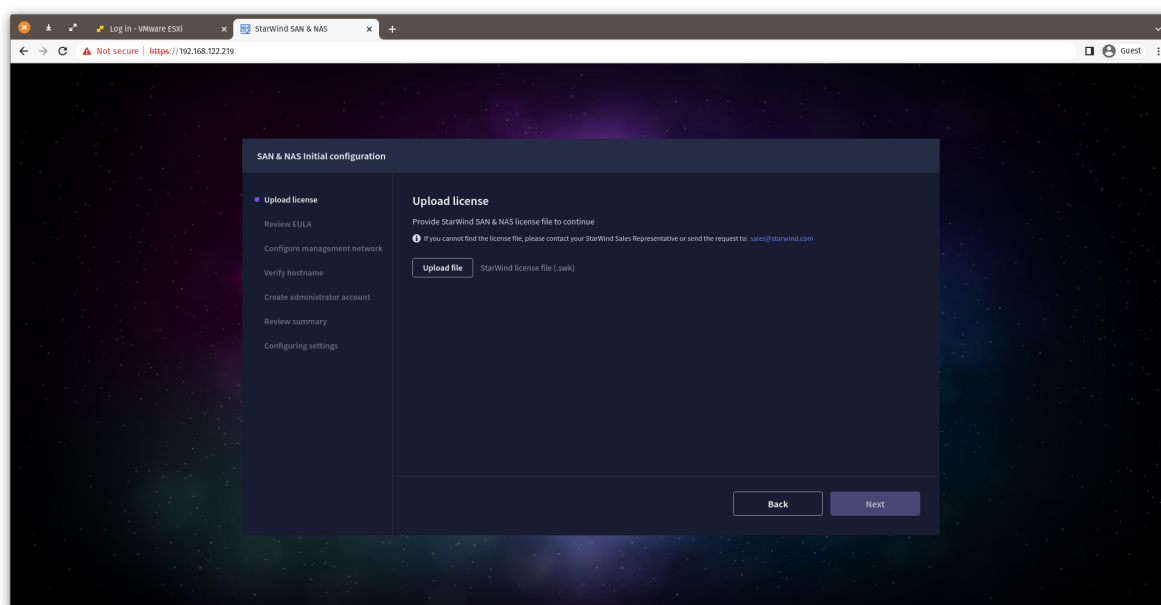 Log in - VMware ESXi
StarWind SAN & NAS
Not secure
https://192.168.122.219
Guest
SAN & NAS Initial configuration
Upload license
Review EULA
Configure management network
Verify hostname
Create administrator account
Review summary
Configuring settings
Upload license
Provide StarWind SAN & NAS license file to continue
If you cannot find the license file, please contact your StarWind Sales Representative or send the request to: sales@starwind.com
Upload file
StarWind license file (.swk)
Back
Next